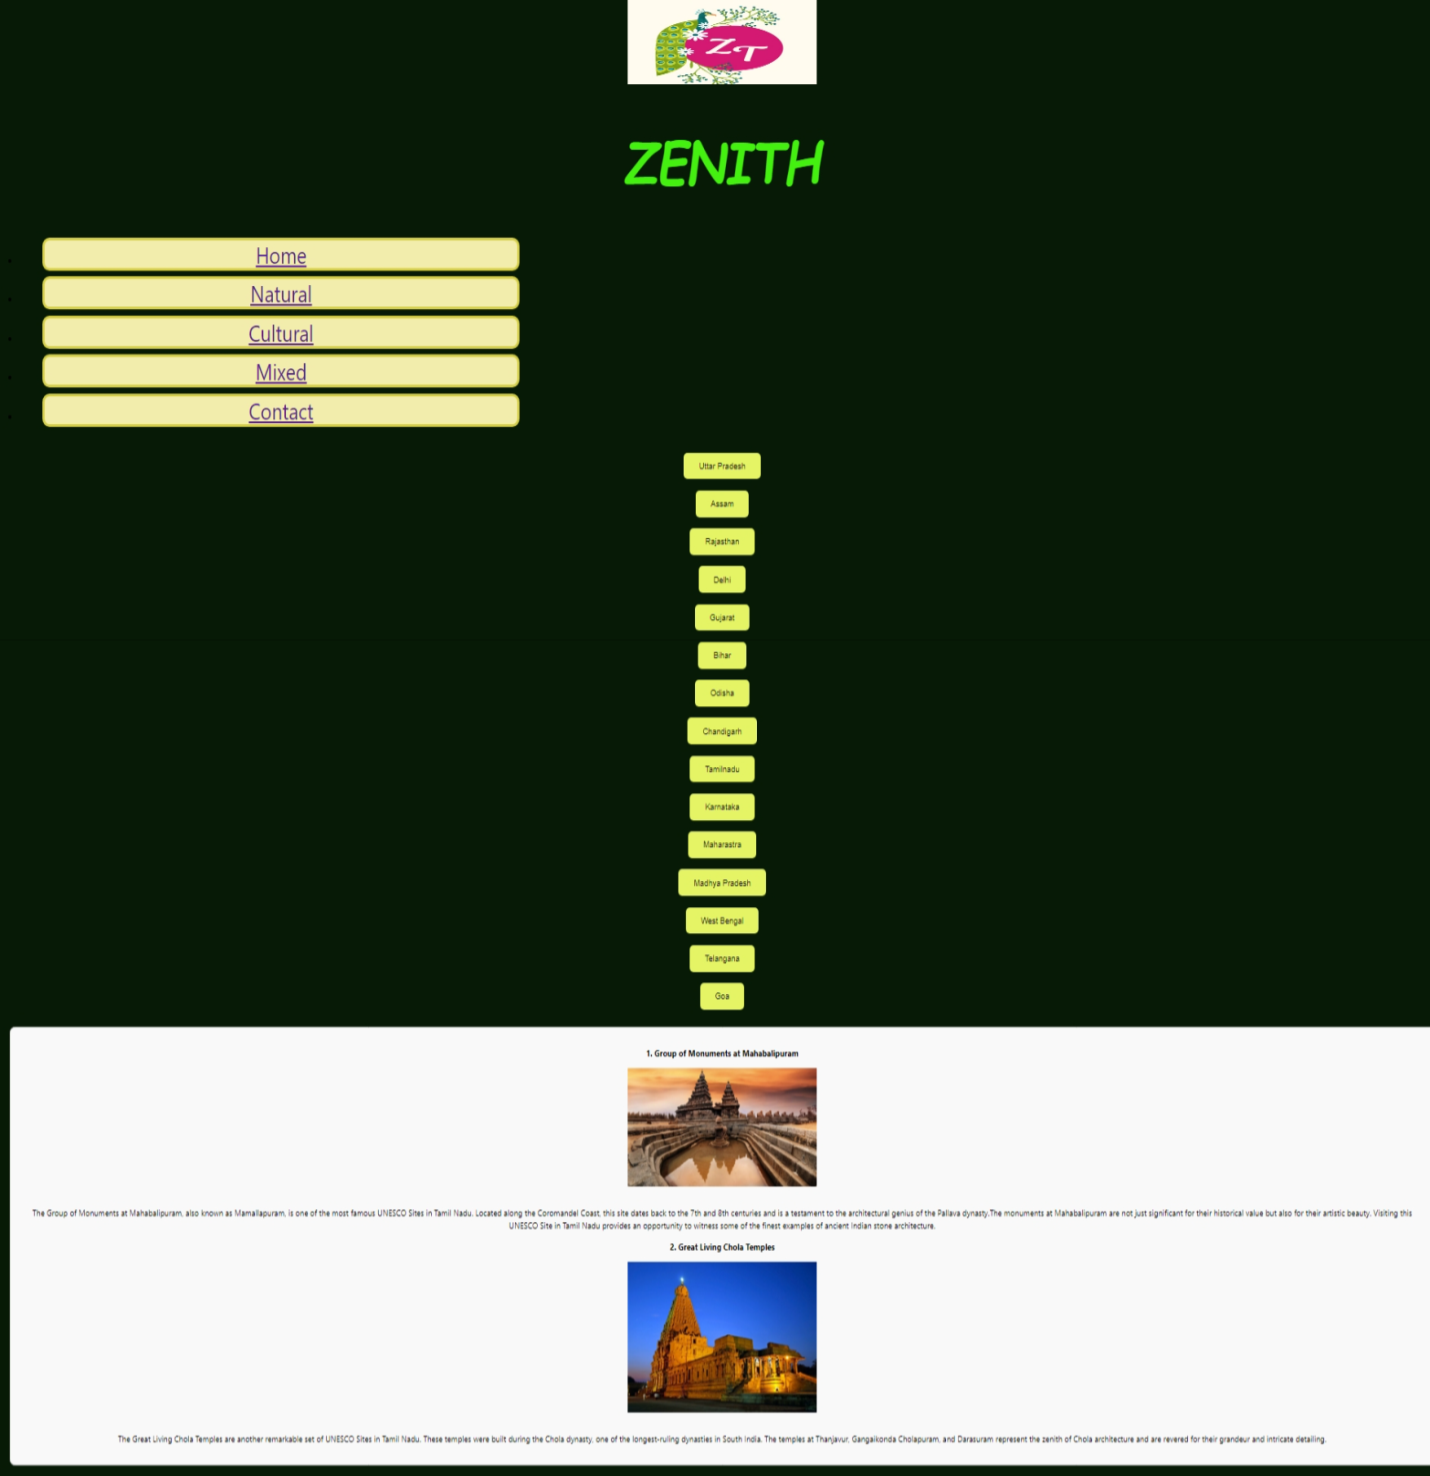 ZT
ZENITH
Home
Natural
Cultural
Mixed
Contact
Uttar Pradesh
Assam
Rajasthan
Delhi
Gujarat
Bihar
Odisha
Chandigarh
Tamilnadu
Karnataka
Maharastra
Madhya Pradesh
West Bengal
Telangana
Goa
1. Group of Monuments at Mahabalipuram
The Group of Monuments at Mahabalipuram, also known as Mamallapuram, is one of the most famous UNESCO Sites in Tamil Nadu. Located along the Coromandel Coast, this site dates back to the 7th and 8th centuries and is a testament to the architectural genius of the Pallava dynasty.The monuments at Mahabalipuram are not just significant for their historical value but also for their artistic beauty. Visiting this
UNESCO Site in Tamil Nadu provides an opportunity to witness some of the finest examples of ancient Indian stone architecture.
2. Great Living Chola Temples
The Great Living Chola Temples are another remarkable set of UNESCO Sites in Tamil Nadu. These temples were built during the Chola dynasty, one of the longest-ruling dynasties in South India. The temples at Thanjavur, Gangaikonda Cholapuram, and Darasuram represent the zenith of Chola architecture and are revered for their grandeur and intricate detailing.